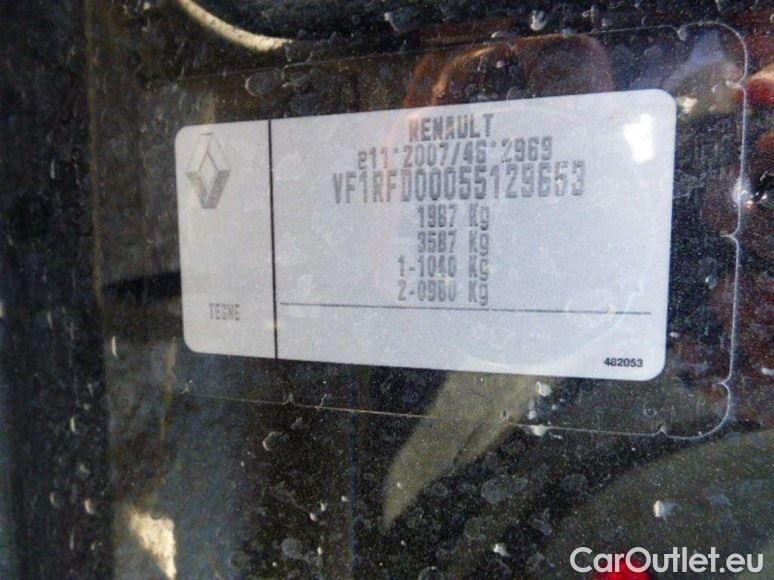 RENAULT
e11*2007/46*2969
VF1RFD00055129653
1987 Kg
3587 Kg
1-1040 Kg
2-0980 Kg
482053
CarOutlet.eu